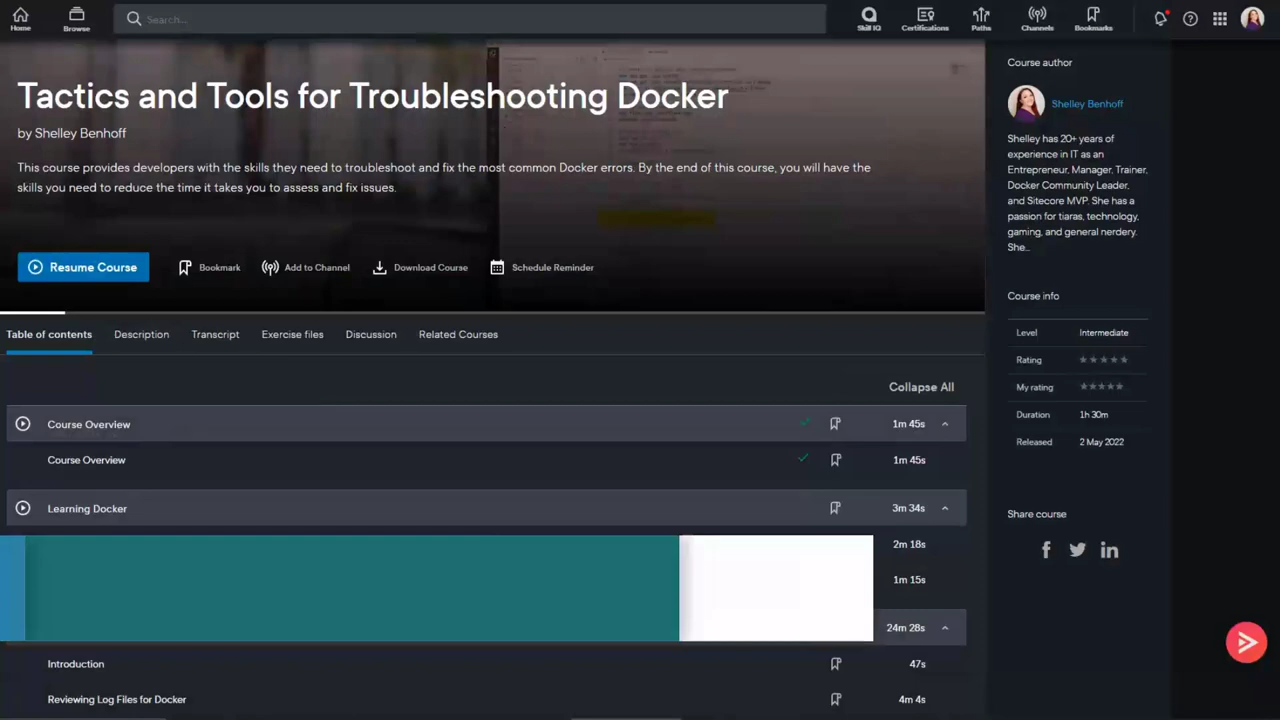 Home
Browse
Search...
Skill IQ
Certifications
Paths
Channels
Bookmarks
Tactics and Tools for Troubleshooting Docker
by Shelley Benhoff
This course provides developers with the skills they need to troubleshoot and fix the most common Docker errors. By the end of this course, you will have the
skills you need to reduce the time it takes you to assess and fix issues.
Resume Course
Bookmark
Add to Channel
Download Course
Schedule Reminder
Table of contents
Description
Transcript
Exercise files
Discussion
Related Courses
Collapse All
Course Overview 1m 45s
Course Overview 1m 45s
Learning Docker 3m 34s
2m 18s
1m 15s
24m 28s
Introduction 47s
Reviewing Log Files for Docker 4m 4s
Course author
Shelley Benhoff
Shelley has 20+ years of
experience in IT as an
Entrepreneur, Manager, Trainer,
Docker Community Leader,
and Sitecore MVP. She has a
passion for tiaras, technology,
gaming, and general nerdery.
She...
Course info
Level Intermediate
Rating
My rating
Duration 1h 30m
Released 2 May 2022
Share course